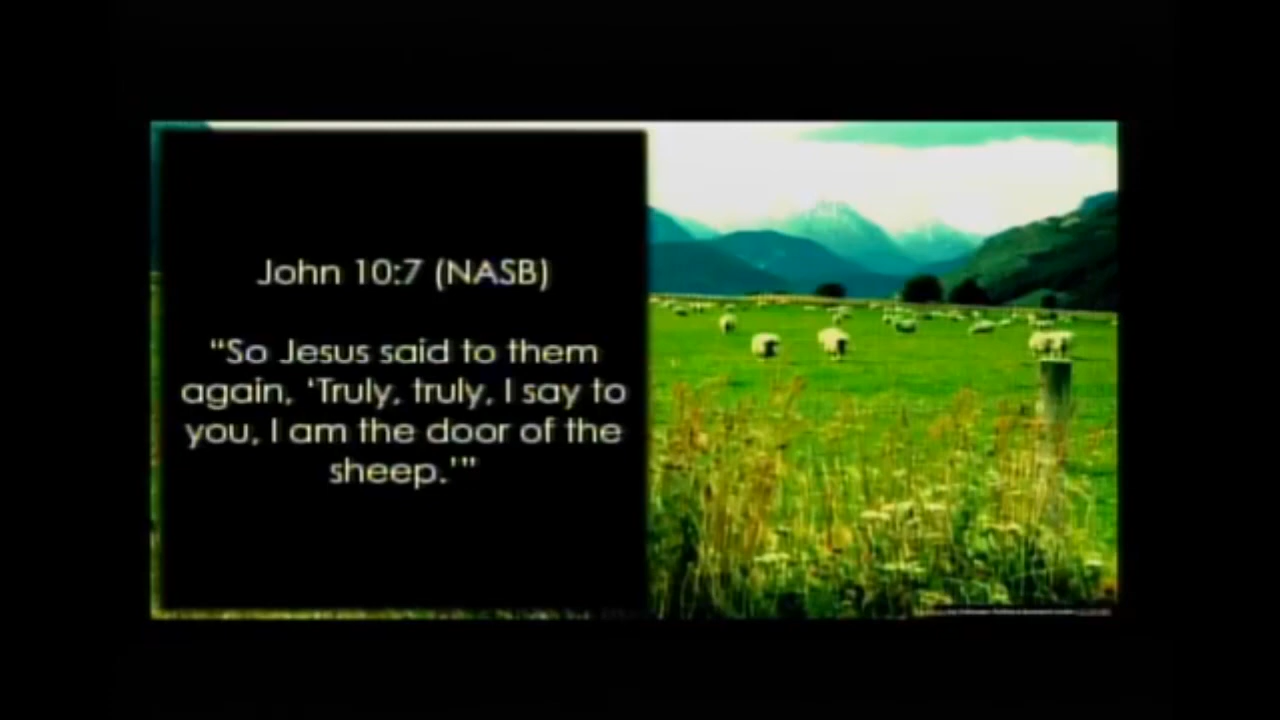 John 10:7 (NASB)
“So Jesus said to them
again, ‘Truly, truly, I say to
you, I am the door of the
sheep.’”